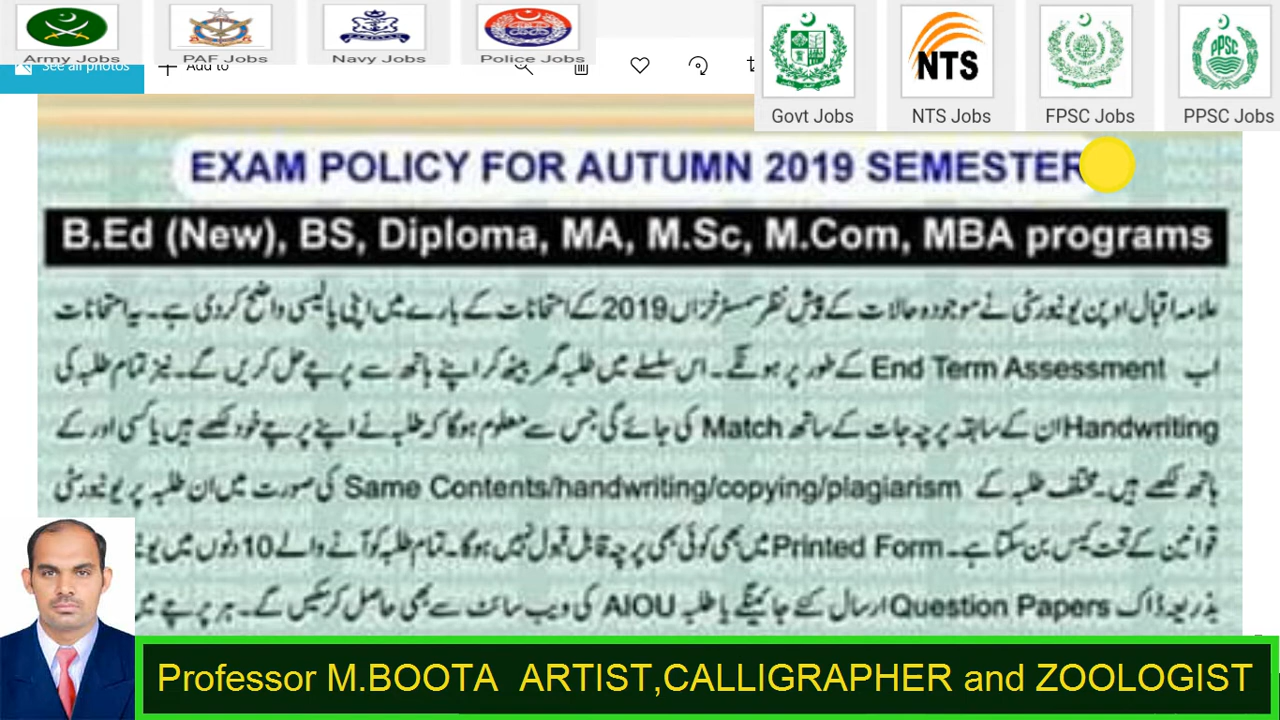 Army Jobs
PAF Jobs
Navy Jobs
Police Jobs
NTS
PPSC
Govt Jobs
NTS Jobs
FPSC Jobs
PPSC Jobs
See all photos
Add to
EXAM POLICY FOR AUTUMN 2019 SEMESTER
B.Ed (New), BS, Diploma, MA, M.Sc, M.Com, MBA programs
علامہ اقبال اوپن یونیورسٹی نے موجودہ حالات کے پیش نظر سمسٹر خزاں 2019 کے امتحانات کے بارے میں اپنی پالیسی واضح کردی ہے۔ یہ امتحانات
اب End Term Assessment کے طور پر ہونگے۔ اس سلسلے میں طلبہ گھر بیٹھ کر اپنے ہاتھ سے پرچے حل کریں گے۔ نیز تمام طلبہ کی
Handwriting ان کے سابقہ پرچہ جات کے ساتھ Match کی جائے گی جس سے معلوم ہوگا کہ طلبہ نے اپنے پرچے خود لکھے ہیں یا کسی اور کے
ہاتھ لکھے ہیں۔ مختلف طلبہ کے Same Contents/handwriting/copying/plagiarism کی صورت میں ان طلبہ پر یونیورسٹی
قوانین کے تحت کیس بن سکتا ہے۔ Printed Form میں بھی کوئی بھی پرچہ قابل قبول نہیں ہوگا۔ تمام طلبہ کو آنے والے 10 دنوں میں
بذریعہ ڈاک Question Papers ارسال کئے جائینگے یا طلبہ AIOU کی ویب سائٹ سے بھی حاصل کرسکیں گے۔ ہر پرچے میں
Professor M.BOOTA ARTIST,CALLIGRAPHER and ZOOLOGIST